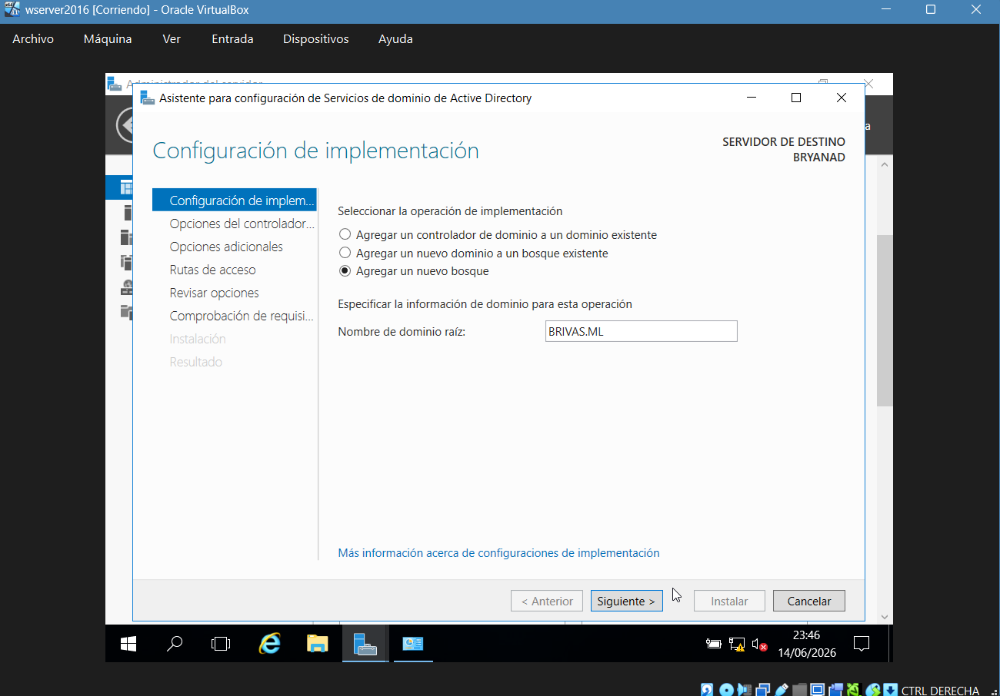 wserver2016 [Corriendo] - Oracle VirtualBox
Archivo Máquina Ver Entrada Dispositivos Ayuda
Administrador del servidor
Asistente para configuración de Servicios de dominio de Active Directory
Configuración de implementación
SERVIDOR DE DESTINO
BRYANAD
Configuración de implem...
Opciones del controlador...
Opciones adicionales
Rutas de acceso
Revisar opciones
Comprobación de requisi...
Instalación
Resultado
Seleccionar la operación de implementación
Agregar un controlador de dominio a un dominio existente
Agregar un nuevo dominio a un bosque existente
Agregar un nuevo bosque
Especificar la información de dominio para esta operación
Nombre de dominio raíz: BRIVAS.ML
Más información acerca de configuraciones de implementación
< Anterior Siguiente > Instalar Cancelar
23:46
14/06/2026
CTRL DERECHA